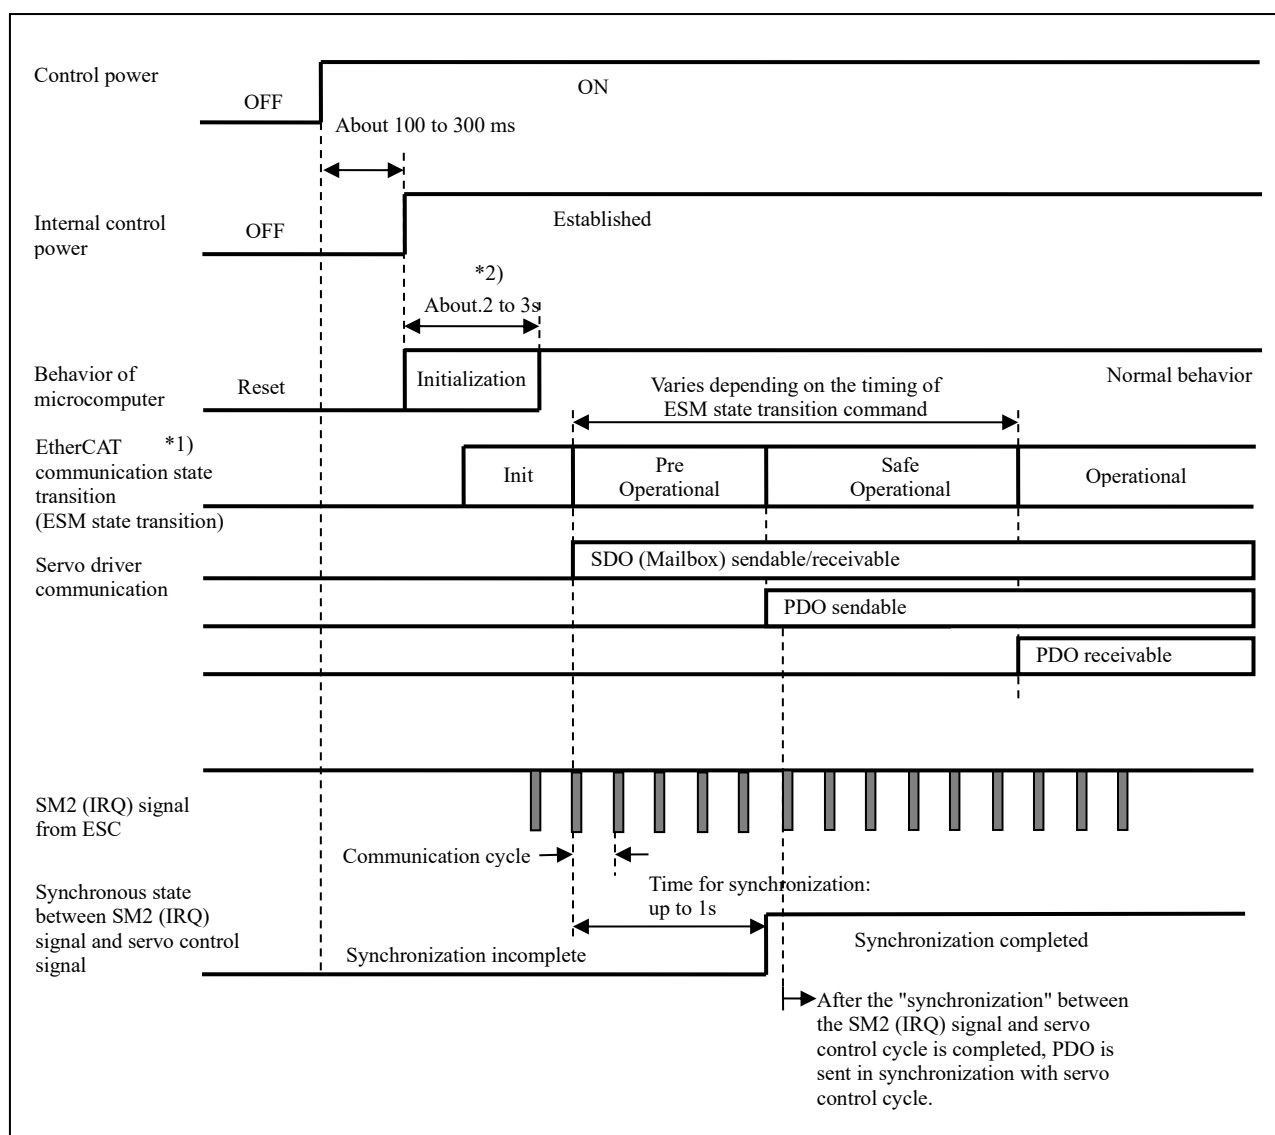 Control power
OFF
ON
About 100 to 300 ms
Internal control
power
OFF
Established
*2)
About.2 to 3s
Behavior of
microcomputer
Reset
Initialization
Varies depending on the timing of
ESM state transition command
Normal behavior
EtherCAT *1)
communication state
transition
(ESM state transition)
Init
Pre
Operational
Safe
Operational
Operational
Servo driver
communication
SDO (Mailbox) sendable/receivable
PDO sendable
PDO receivable
SM2 (IRQ) signal
from ESC
Communication cycle
Synchronous state
between SM2 (IRQ)
signal and servo control
signal
Time for synchronization:
up to 1s
Synchronization incomplete
Synchronization completed
After the "synchronization" between
the SM2 (IRQ) signal and servo
control cycle is completed, PDO is
sent in synchronization with servo
control cycle.